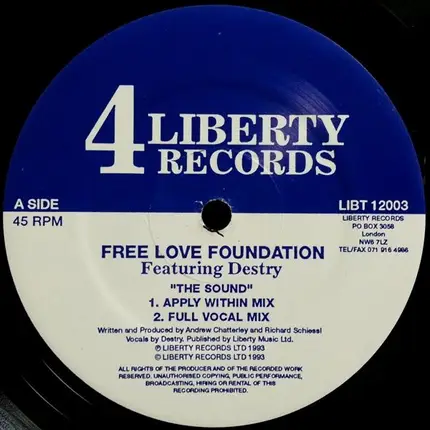 4 LIBERTY
RECORDS
A SIDE
LIBT 12003
45 RPM
LIBERTY RECORDS
PO BOX 3058
London
NW6 7LZ
TEL/FAX 071 916 4966
FREE LOVE FOUNDATION
Featuring Destry
"THE SOUND"
1. APPLY WITHIN MIX
2. FULL VOCAL MIX
Written and Produced by Andrew Chatterley and Richard Schiessl
Vocals by Destry. Published by Liberty Music Ltd.
℗ LIBERTY RECORDS LTD 1993
© LIBERTY RECORDS LTD 1993
ALL RIGHTS OF THE PRODUCER AND OF THE RECORDED WORK
RESERVED. UNAUTHORISED COPYING, PUBLIC PERFORMANCE,
BROADCASTING, HIRING OR RENTAL OF THIS
RECORDING PROHIBITED.